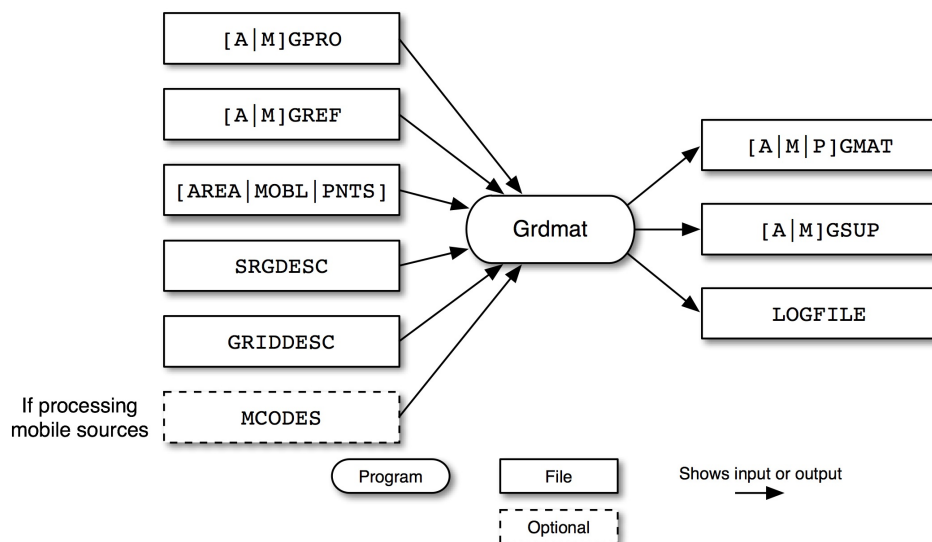 [A|M]GPRO
[A|M]GREF
[AREA|MOBL|PNTS]
SRGDESC
GRIDDESC
If processing
mobile sources
MCODES
Grdmat
[A|M|P]GMAT
[A|M]GSUP
LOGFILE
Program
File
Shows input or output
Optional